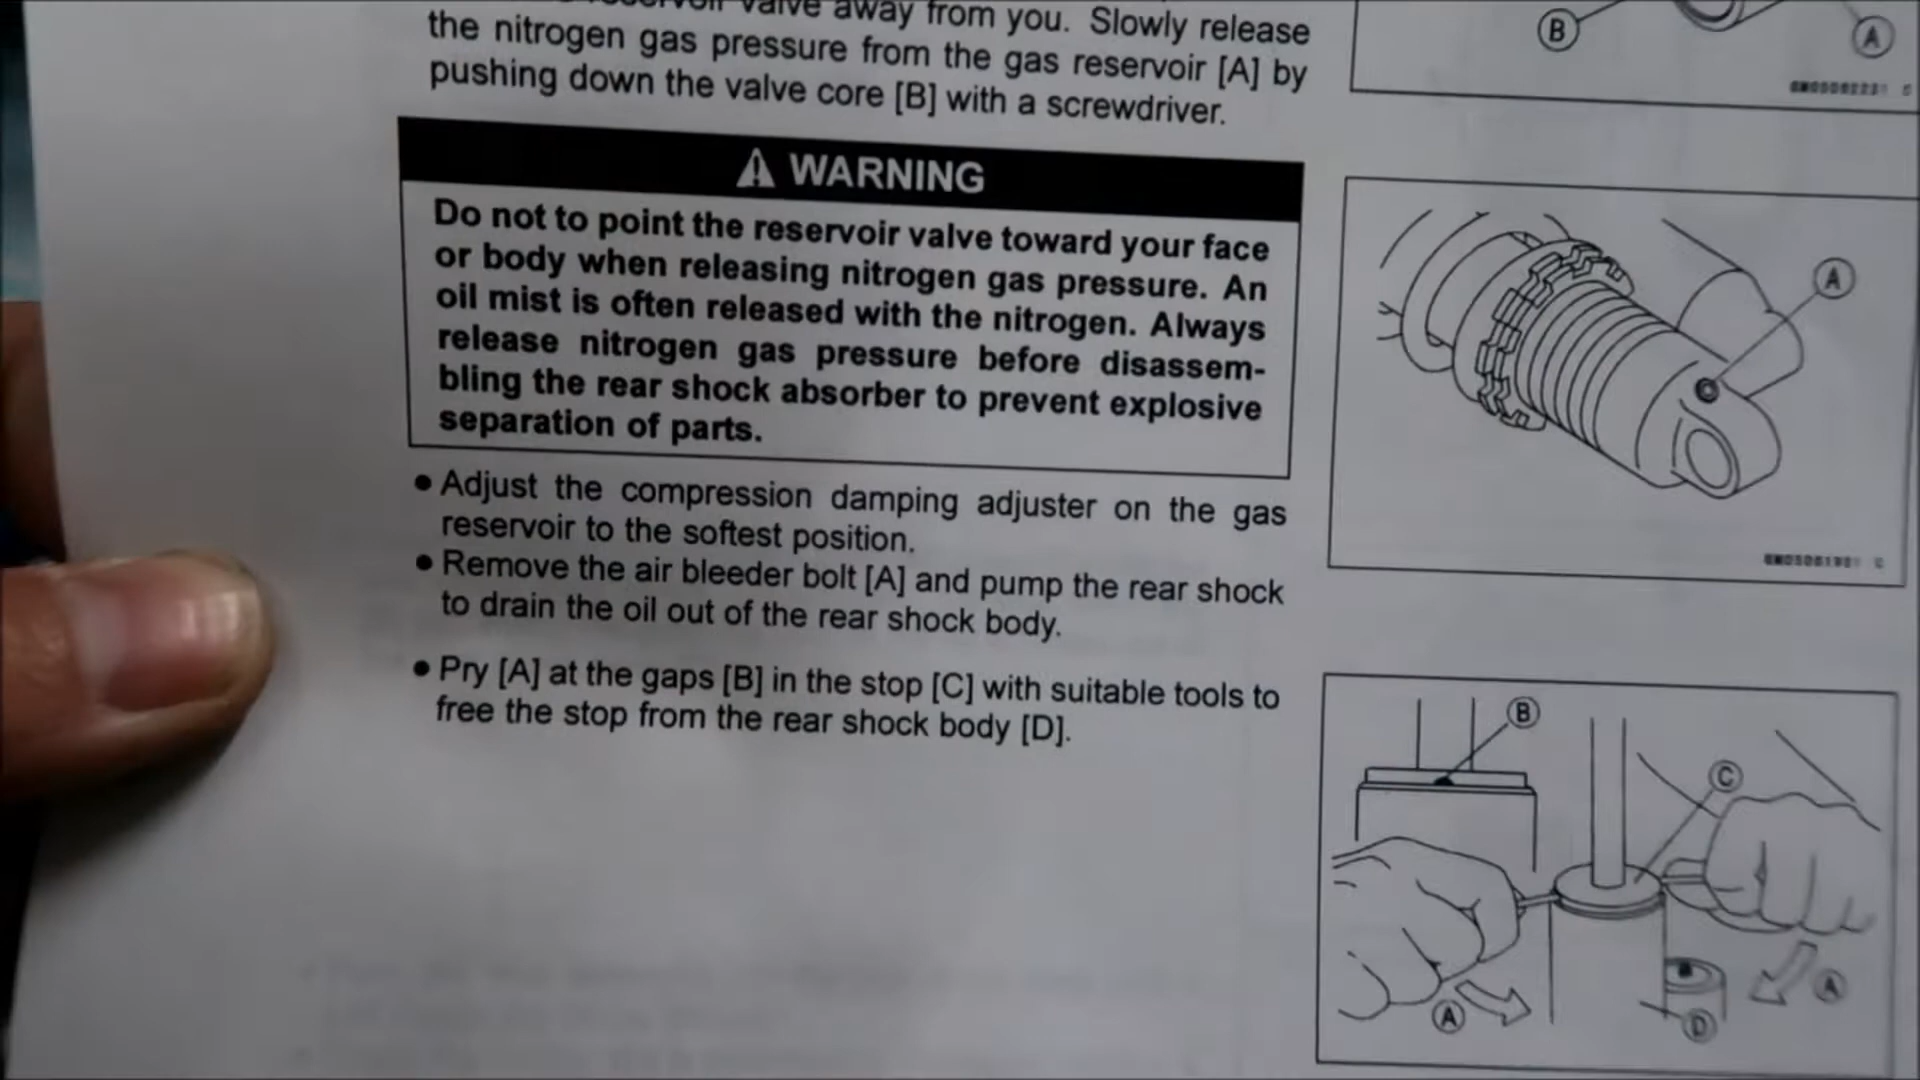 valve away from you. Slowly release
the nitrogen gas pressure from the gas reservoir [A] by
pushing down the valve core [B] with a screwdriver.
WARNING
Do not to point the reservoir valve toward your face
or body when releasing nitrogen gas pressure. An
oil mist is often released with the nitrogen. Always
release nitrogen gas pressure before disassem-
bling the rear shock absorber to prevent explosive
separation of parts.
● Adjust the compression damping adjuster on the gas
reservoir to the softest position.
● Remove the air bleeder bolt [A] and pump the rear shock
to drain the oil out of the rear shock body.
● Pry [A] at the gaps [B] in the stop [C] with suitable tools to
free the stop from the rear shock body [D].
B
A
A
B
C
A
A
D